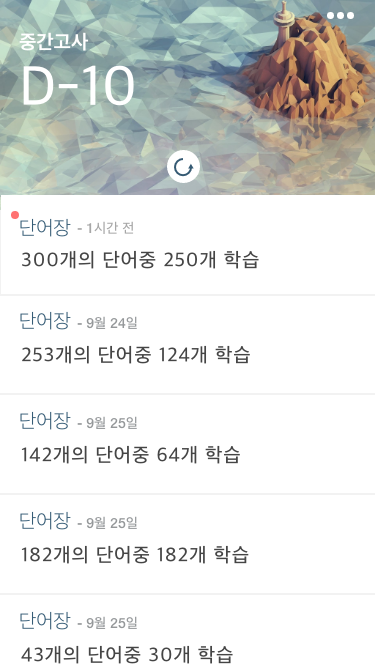 중간고사
D-10
단어장 - 1시간 전
300개의 단어중 250개 학습
단어장 - 9월 24일
253개의 단어중 124개 학습
단어장 - 9월 25일
142개의 단어중 64개 학습
단어장 - 9월 25일
182개의 단어중 182개 학습
단어장 - 9월 25일
43개의 단어중 30개 학습